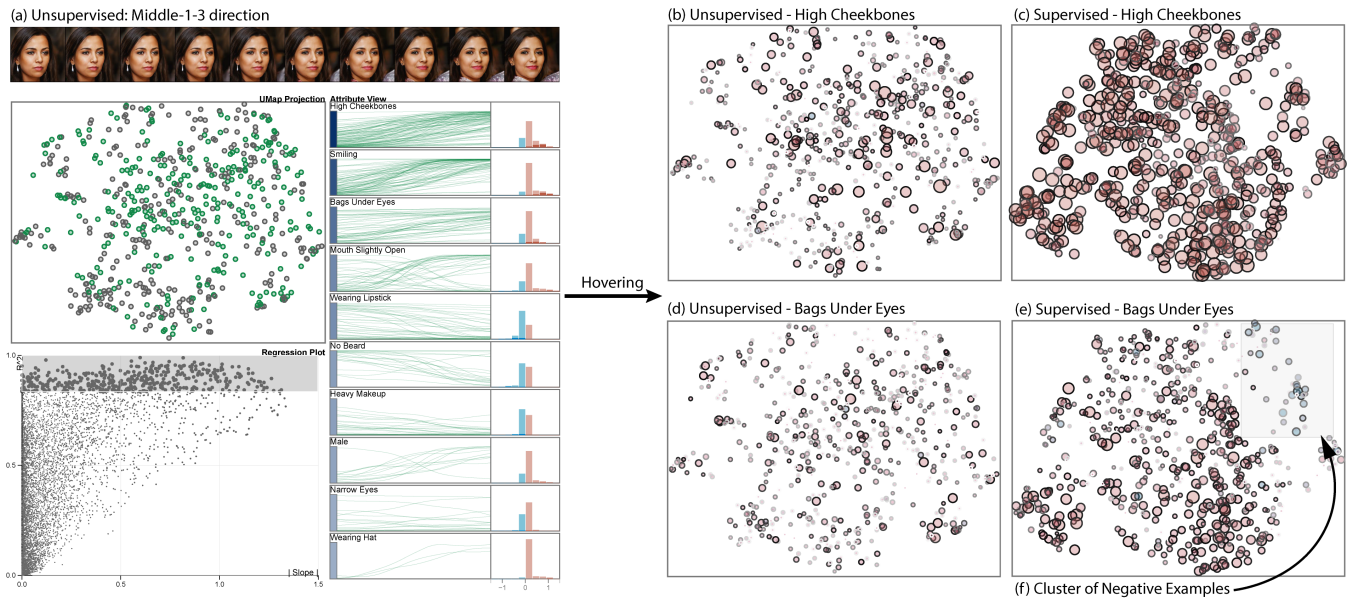 (a) Unsupervised: Middle-1-3 direction
UMap Projection
Attribute View
High Cheekbones
Smiling
Bags Under Eyes
Mouth Slightly Open
Wearing Lipstick
No Beard
Heavy Makeup
Male
Narrow Eyes
Wearing Hat
−1 0 1
Regression Plot
R^2|
1.0
0.5
0.0
0.0 0.5 1.0 1.5
| Slope |
Hovering
(b) Unsupervised - High Cheekbones
(c) Supervised - High Cheekbones
(d) Unsupervised - Bags Under Eyes
(e) Supervised - Bags Under Eyes
(f) Cluster of Negative Examples